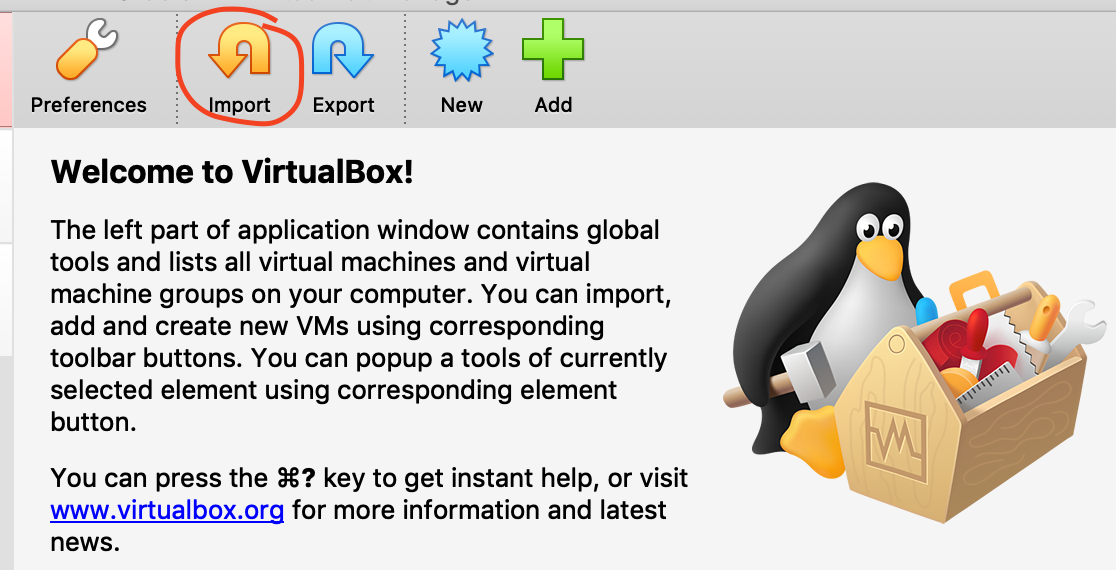 Preferences
Import
Export
New
Add
Welcome to VirtualBox!
The left part of application window contains global
tools and lists all virtual machines and virtual
machine groups on your computer. You can import,
add and create new VMs using corresponding
toolbar buttons. You can popup a tools of currently
selected element using corresponding element
button.
You can press the ⌘? key to get instant help, or visit
www.virtualbox.org for more information and latest
news.